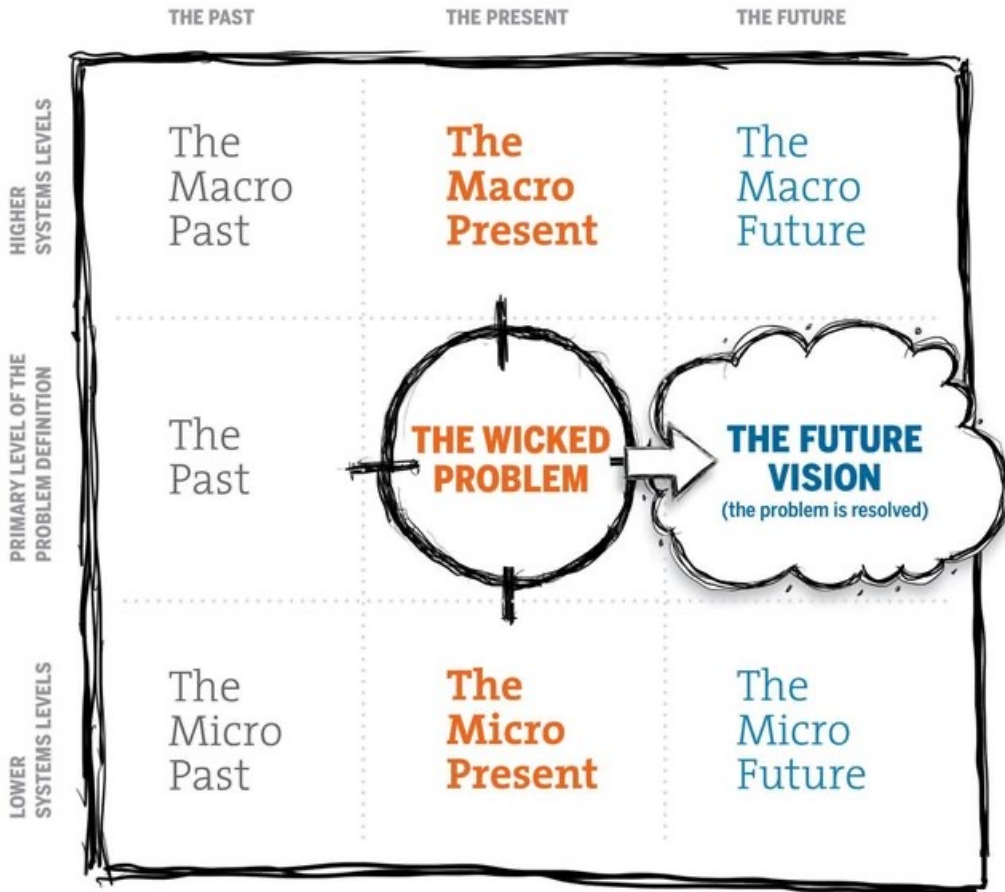 THE PAST
THE PRESENT
THE FUTURE
HIGHER
SYSTEMS LEVELS
The
Macro
Past
The
Macro
Present
The
Macro
Future
PRIMARY LEVEL OF THE
PROBLEM DEFINITION
The
Past
THE WICKED
PROBLEM
THE FUTURE
VISION
(the problem is resolved)
LOWER
SYSTEMS LEVELS
The
Micro
Past
The
Micro
Present
The
Micro
Future